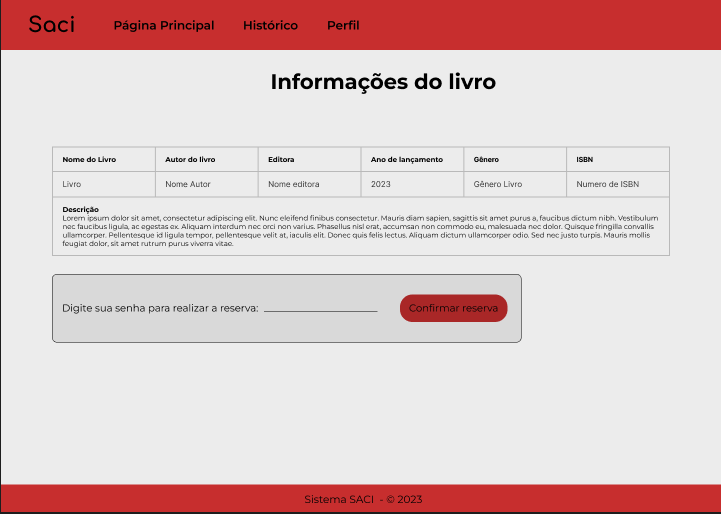 Saci Página Principal Histórico Perfil
Informações do livro
Nome do Livro Autor do livro Editora Ano de lançamento Gênero ISBN
Livro Nome Autor Nome editora 2023 Gênero Livro Numero de ISBN
Descrição
Lorem ipsum dolor sit amet, consectetur adipiscing elit. Nunc eleifend finibus consectetur. Mauris diam sapien, sagittis sit amet purus a, faucibus dictum nibh. Vestibulum
nec faucibus ligula, ac egestas ex. Aliquam interdum nec orci non varius. Phasellus nisl erat, accumsan non commodo eu, malesuada nec dolor. Quisque fringilla convallis
ullamcorper. Pellentesque id ligula tempor, pellentesque velit at, iaculis elit. Donec quis felis lectus. Aliquam dictum ullamcorper odio. Sed nec justo turpis. Mauris mollis
feugiat dolor, sit amet rutrum purus viverra vitae.
Digite sua senha para realizar a reserva: Confirmar reserva
Sistema SACI - © 2023